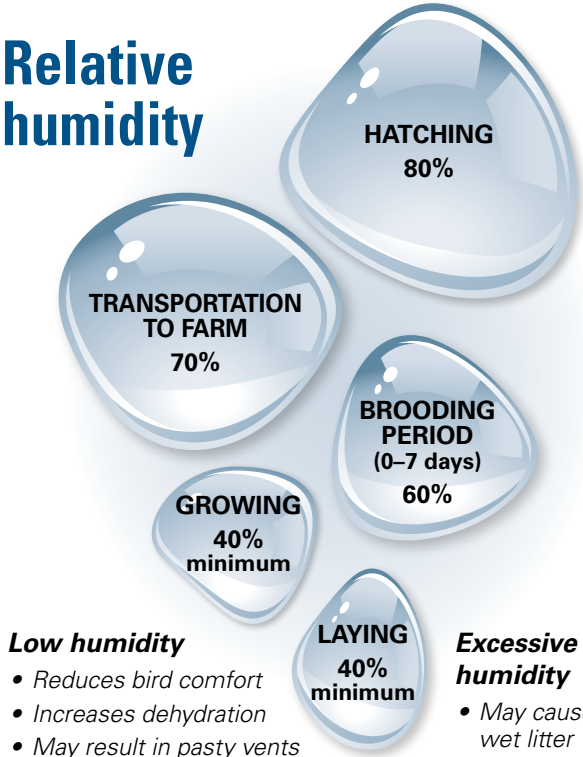 Relative
humidity
HATCHING
80%
TRANSPORTATION
TO FARM
70%
BROODING
PERIOD
(0–7 days)
60%
GROWING
40%
minimum
LAYING
40%
minimum
Low humidity
• Reduces bird comfort
• Increases dehydration
• May result in pasty vents
Excessive
humidity
• May
wet litter